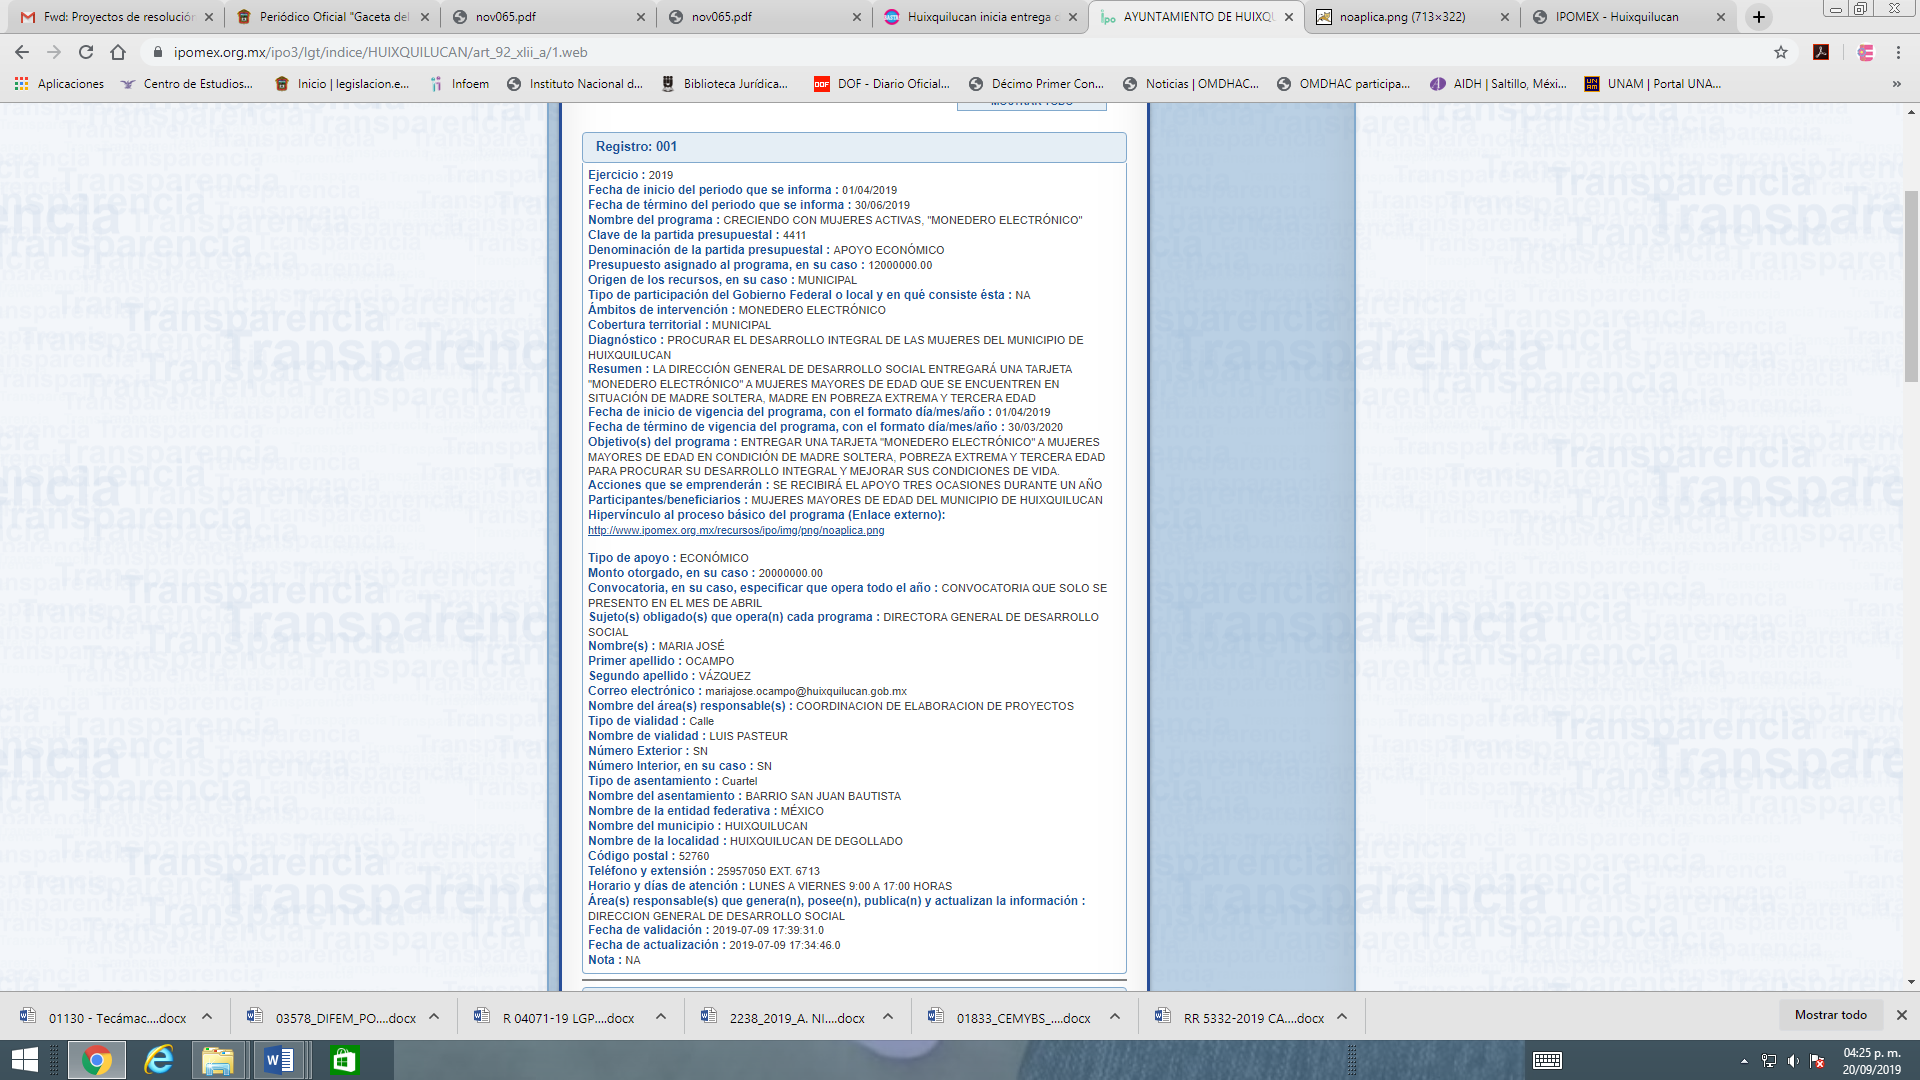 Fwd: Proyectos de resolución
Periódico Oficial "Gaceta del
nov065.pdf
nov065.pdf
Huixquilucan inicia entrega
AYUNTAMIENTO DE HUIXQU
noaplica.png (713×322)
IPOMEX - Huixquilucan
ipomex.org.mx/ipo3/lgt/indice/HUIXQUILUCAN/art_92_xlii_a/1.web
Aplicaciones
Centro de Estudios...
Inicio | legislacion.e...
Infoem
Instituto Nacional d...
Biblioteca Jurídica...
DOF - Diario Oficial...
Décimo Primer Con...
Noticias | OMDHAC...
OMDHAC participa...
AIDH | Saltillo, Méxi...
UNAM | Portal UNA...
MOSTRAR TODO
Registro: 001
Ejercicio : 2019
Fecha de inicio del periodo que se informa : 01/04/2019
Fecha de término del periodo que se informa : 30/06/2019
Nombre del programa : CRECIENDO CON MUJERES ACTIVAS, "MONEDERO ELECTRÓNICO"
Clave de la partida presupuestal : 4411
Denominación de la partida presupuestal : APOYO ECONÓMICO
Presupuesto asignado al programa, en su caso : 12000000.00
Origen de los recursos, en su caso : MUNICIPAL
Tipo de participación del Gobierno Federal o local y en qué consiste ésta : NA
Ámbitos de intervención : MONEDERO ELECTRÓNICO
Cobertura territorial : MUNICIPAL
Diagnóstico : PROCURAR EL DESARROLLO INTEGRAL DE LAS MUJERES DEL MUNICIPIO DE
HUIXQUILUCAN
Resumen : LA DIRECCIÓN GENERAL DE DESARROLLO SOCIAL ENTREGARÁ UNA TARJETA
"MONEDERO ELECTRÓNICO" A MUJERES MAYORES DE EDAD QUE SE ENCUENTREN EN
SITUACIÓN DE MADRE SOLTERA, MADRE EN POBREZA EXTREMA Y TERCERA EDAD
Fecha de inicio de vigencia del programa, con el formato día/mes/año : 01/04/2019
Fecha de término de vigencia del programa, con el formato día/mes/año : 30/03/2020
Objetivo(s) del programa : ENTREGAR UNA TARJETA "MONEDERO ELECTRÓNICO" A MUJERES
MAYORES DE EDAD EN CONDICIÓN DE MADRE SOLTERA, POBREZA EXTREMA Y TERCERA EDAD
PARA PROCURAR SU DESARROLLO INTEGRAL Y MEJORAR SUS CONDICIONES DE VIDA.
Acciones que se emprenderán : SE RECIBIRÁ EL APOYO TRES OCASIONES DURANTE UN AÑO
Participantes/beneficiarios : MUJERES MAYORES DE EDAD DEL MUNICIPIO DE HUIXQUILUCAN
Hipervínculo al proceso básico del programa (Enlace externo):
http://www.ipomex.org.mx/recursos/ipo/img/png/noaplica.png
Tipo de apoyo : ECONÓMICO
Monto otorgado, en su caso : 20000000.00
Convocatoria, en su caso, especificar que opera todo el año : CONVOCATORIA QUE SOLO SE
PRESENTO EN EL MES DE ABRIL
Sujeto(s) obligado(s) que opera(n) cada programa : DIRECTORA GENERAL DE DESARROLLO
SOCIAL
Nombre(s) : MARIA JOSÉ
Primer apellido : OCAMPO
Segundo apellido : VÁZQUEZ
Correo electrónico : mariajose.ocampo@huixquilucan.gob.mx
Nombre del área(s) responsable(s) : COORDINACION DE ELABORACION DE PROYECTOS
Tipo de vialidad : Calle
Nombre de vialidad : LUIS PASTEUR
Número Exterior : SN
Número Interior, en su caso : SN
Tipo de asentamiento : Cuartel
Nombre del asentamiento : BARRIO SAN JUAN BAUTISTA
Nombre de la entidad federativa : MÉXICO
Nombre del municipio : HUIXQUILUCAN
Nombre de la localidad : HUIXQUILUCAN DE DEGOLLADO
Código postal : 52760
Teléfono y extensión : 25957050 EXT. 6713
Horario y días de atención : LUNES A VIERNES 9:00 A 17:00 HORAS
Área(s) responsable(s) que genera(n), posee(n), publica(n) y actualizan la información :
DIRECCION GENERAL DE DESARROLLO SOCIAL
Fecha de validación : 2019-07-09 17:39:31.0
Fecha de actualización : 2019-07-09 17:34:46.0
Nota : NA
01130 - Tecámac....docx
03578_DIFEM_PO....docx
R 04071-19 LGP....docx
2238_2019_A. NI....docx
01833_CEMYBS_....docx
RR 5332-2019 CA....docx
Mostrar todo
04:25 p. m.
20/09/2019